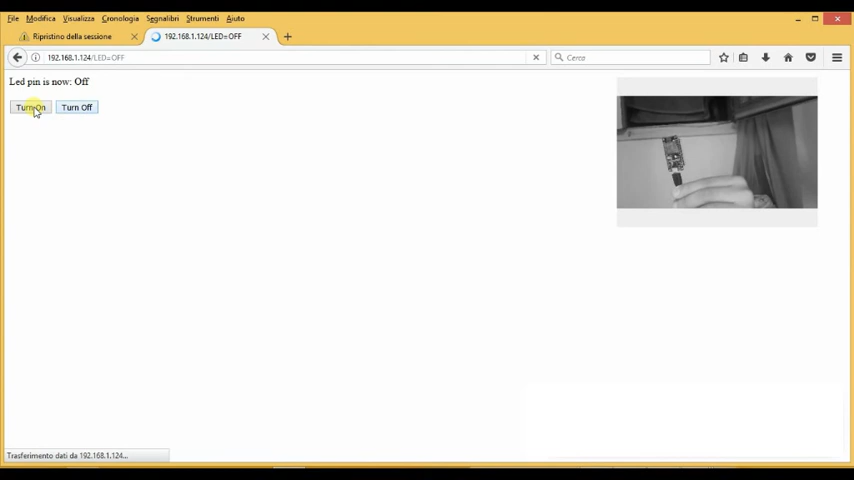 File Modifica Visualizza Cronologia Segnalibri Strumenti Aiuto
Ripristino della sessione 192.168.1.124/LED=OFF
192.168.1.124/LED=OFF Cerca
Led pin is now: Off
Turn On Turn Off
Trasferimento dati da 192.168.1.124...